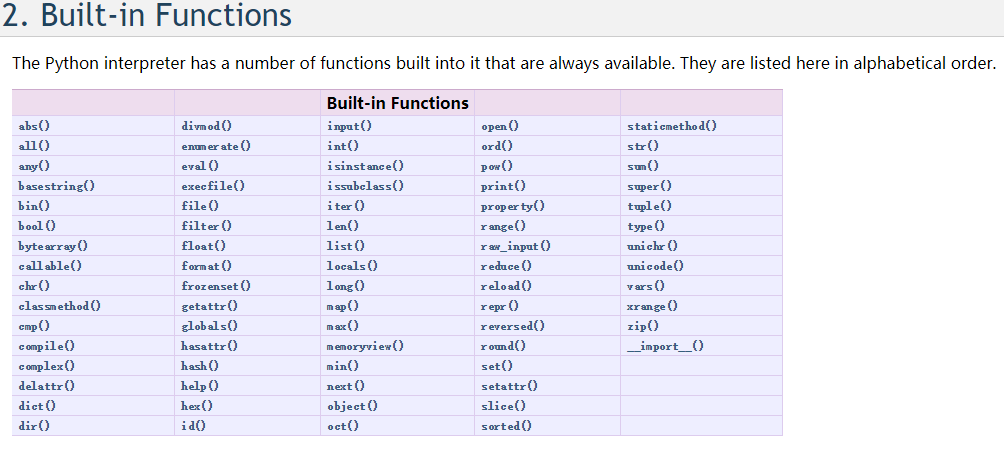 2. Built-in Functions
The Python interpreter has a number of functions built into it that are always available. They are listed here in alphabetical order.
Built-in Functions
abs() divmod() input() open() staticmethod()
all() enumerate() int() ord() str()
any() eval() isinstance() pow() sum()
basestring() execfile() issubclass() print() super()
bin() file() iter() property() tuple()
bool() filter() len() range() type()
bytearray() float() list() raw_input() unichr()
callable() format() locals() reduce() unicode()
chr() frozenset() long() reload() vars()
classmethod() getattr() map() repr() xrange()
cmp() globals() max() reversed() zip()
compile() hasattr() memoryview() round() __import__()
complex() hash() min() set()
delattr() help() next() setattr()
dict() hex() object() slice()
dir() id() oct() sorted()